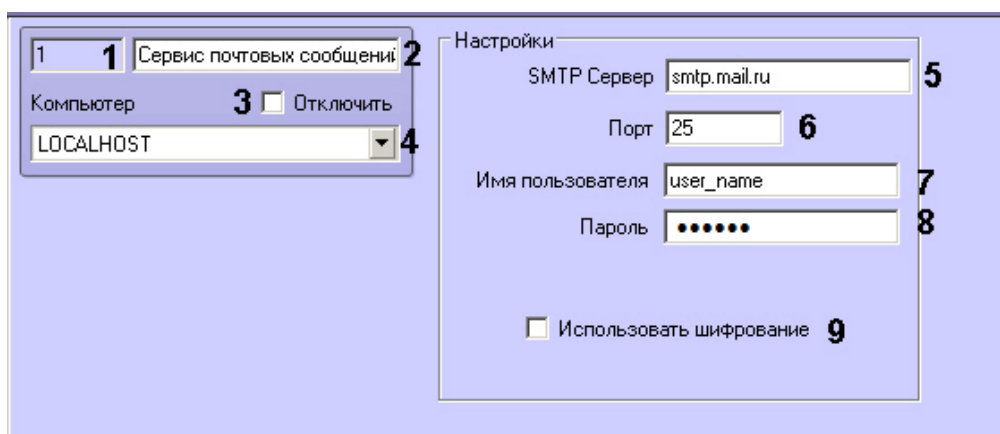 1 1 Сервис почтовых сообщени 2
Компьютер 3 Отключить
LOCALHOST 4
Настройки
SMTP Сервер smtp.mail.ru 5
Порт 25 6
Имя пользователя user_name 7
Пароль •••••• 8
Использовать шифрование 9